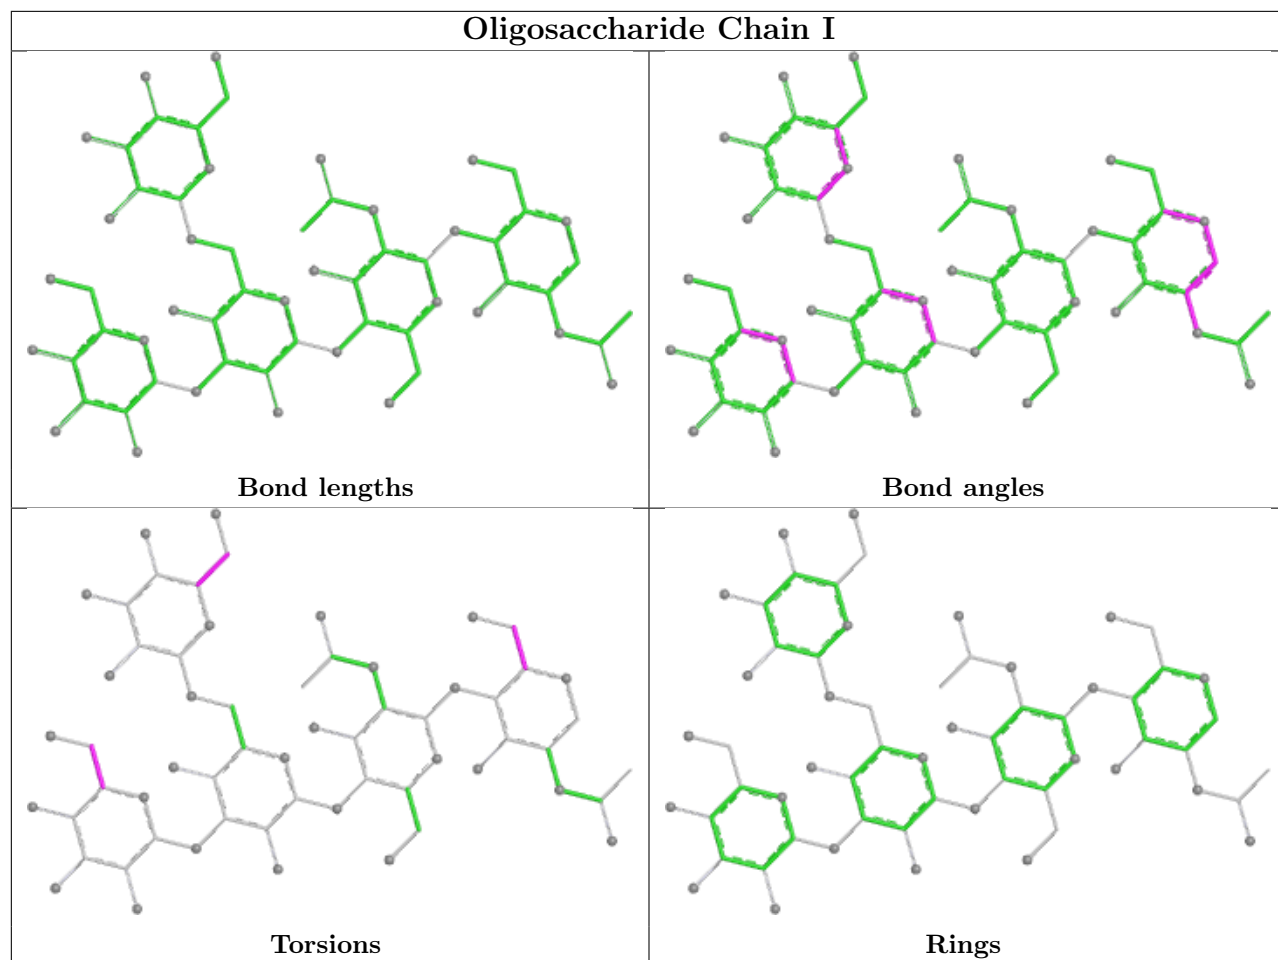 Oligosaccharide Chain I
Bond lengths
Bond angles
Torsions
Rings